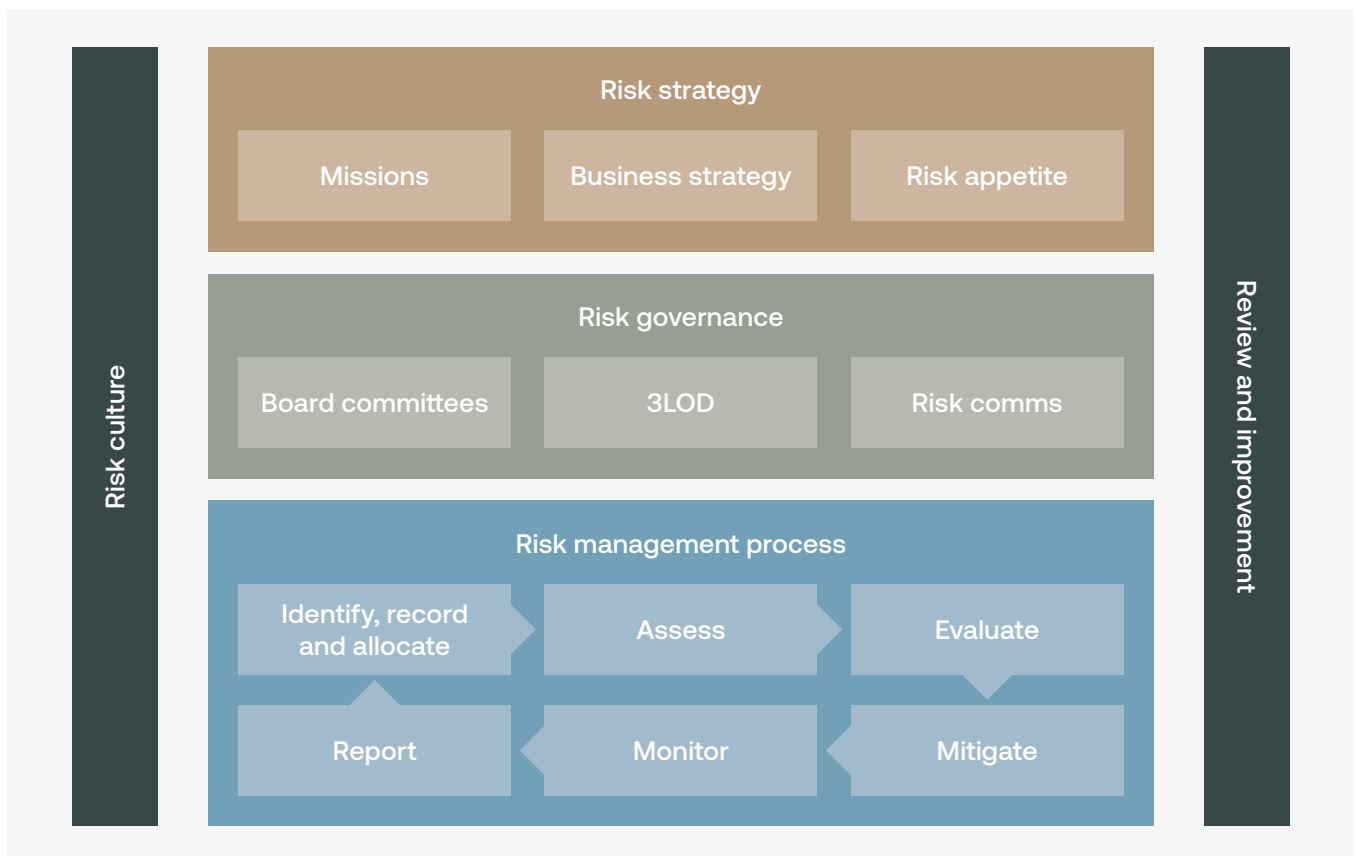 Risk culture
Risk strategy
Missions
Business strategy
Risk appetite
Risk governance
Board committees
3LOD
Risk comms
Risk management process
Identify, record
and allocate
Assess
Evaluate
Report
Monitor
Mitigate
Review and improvement